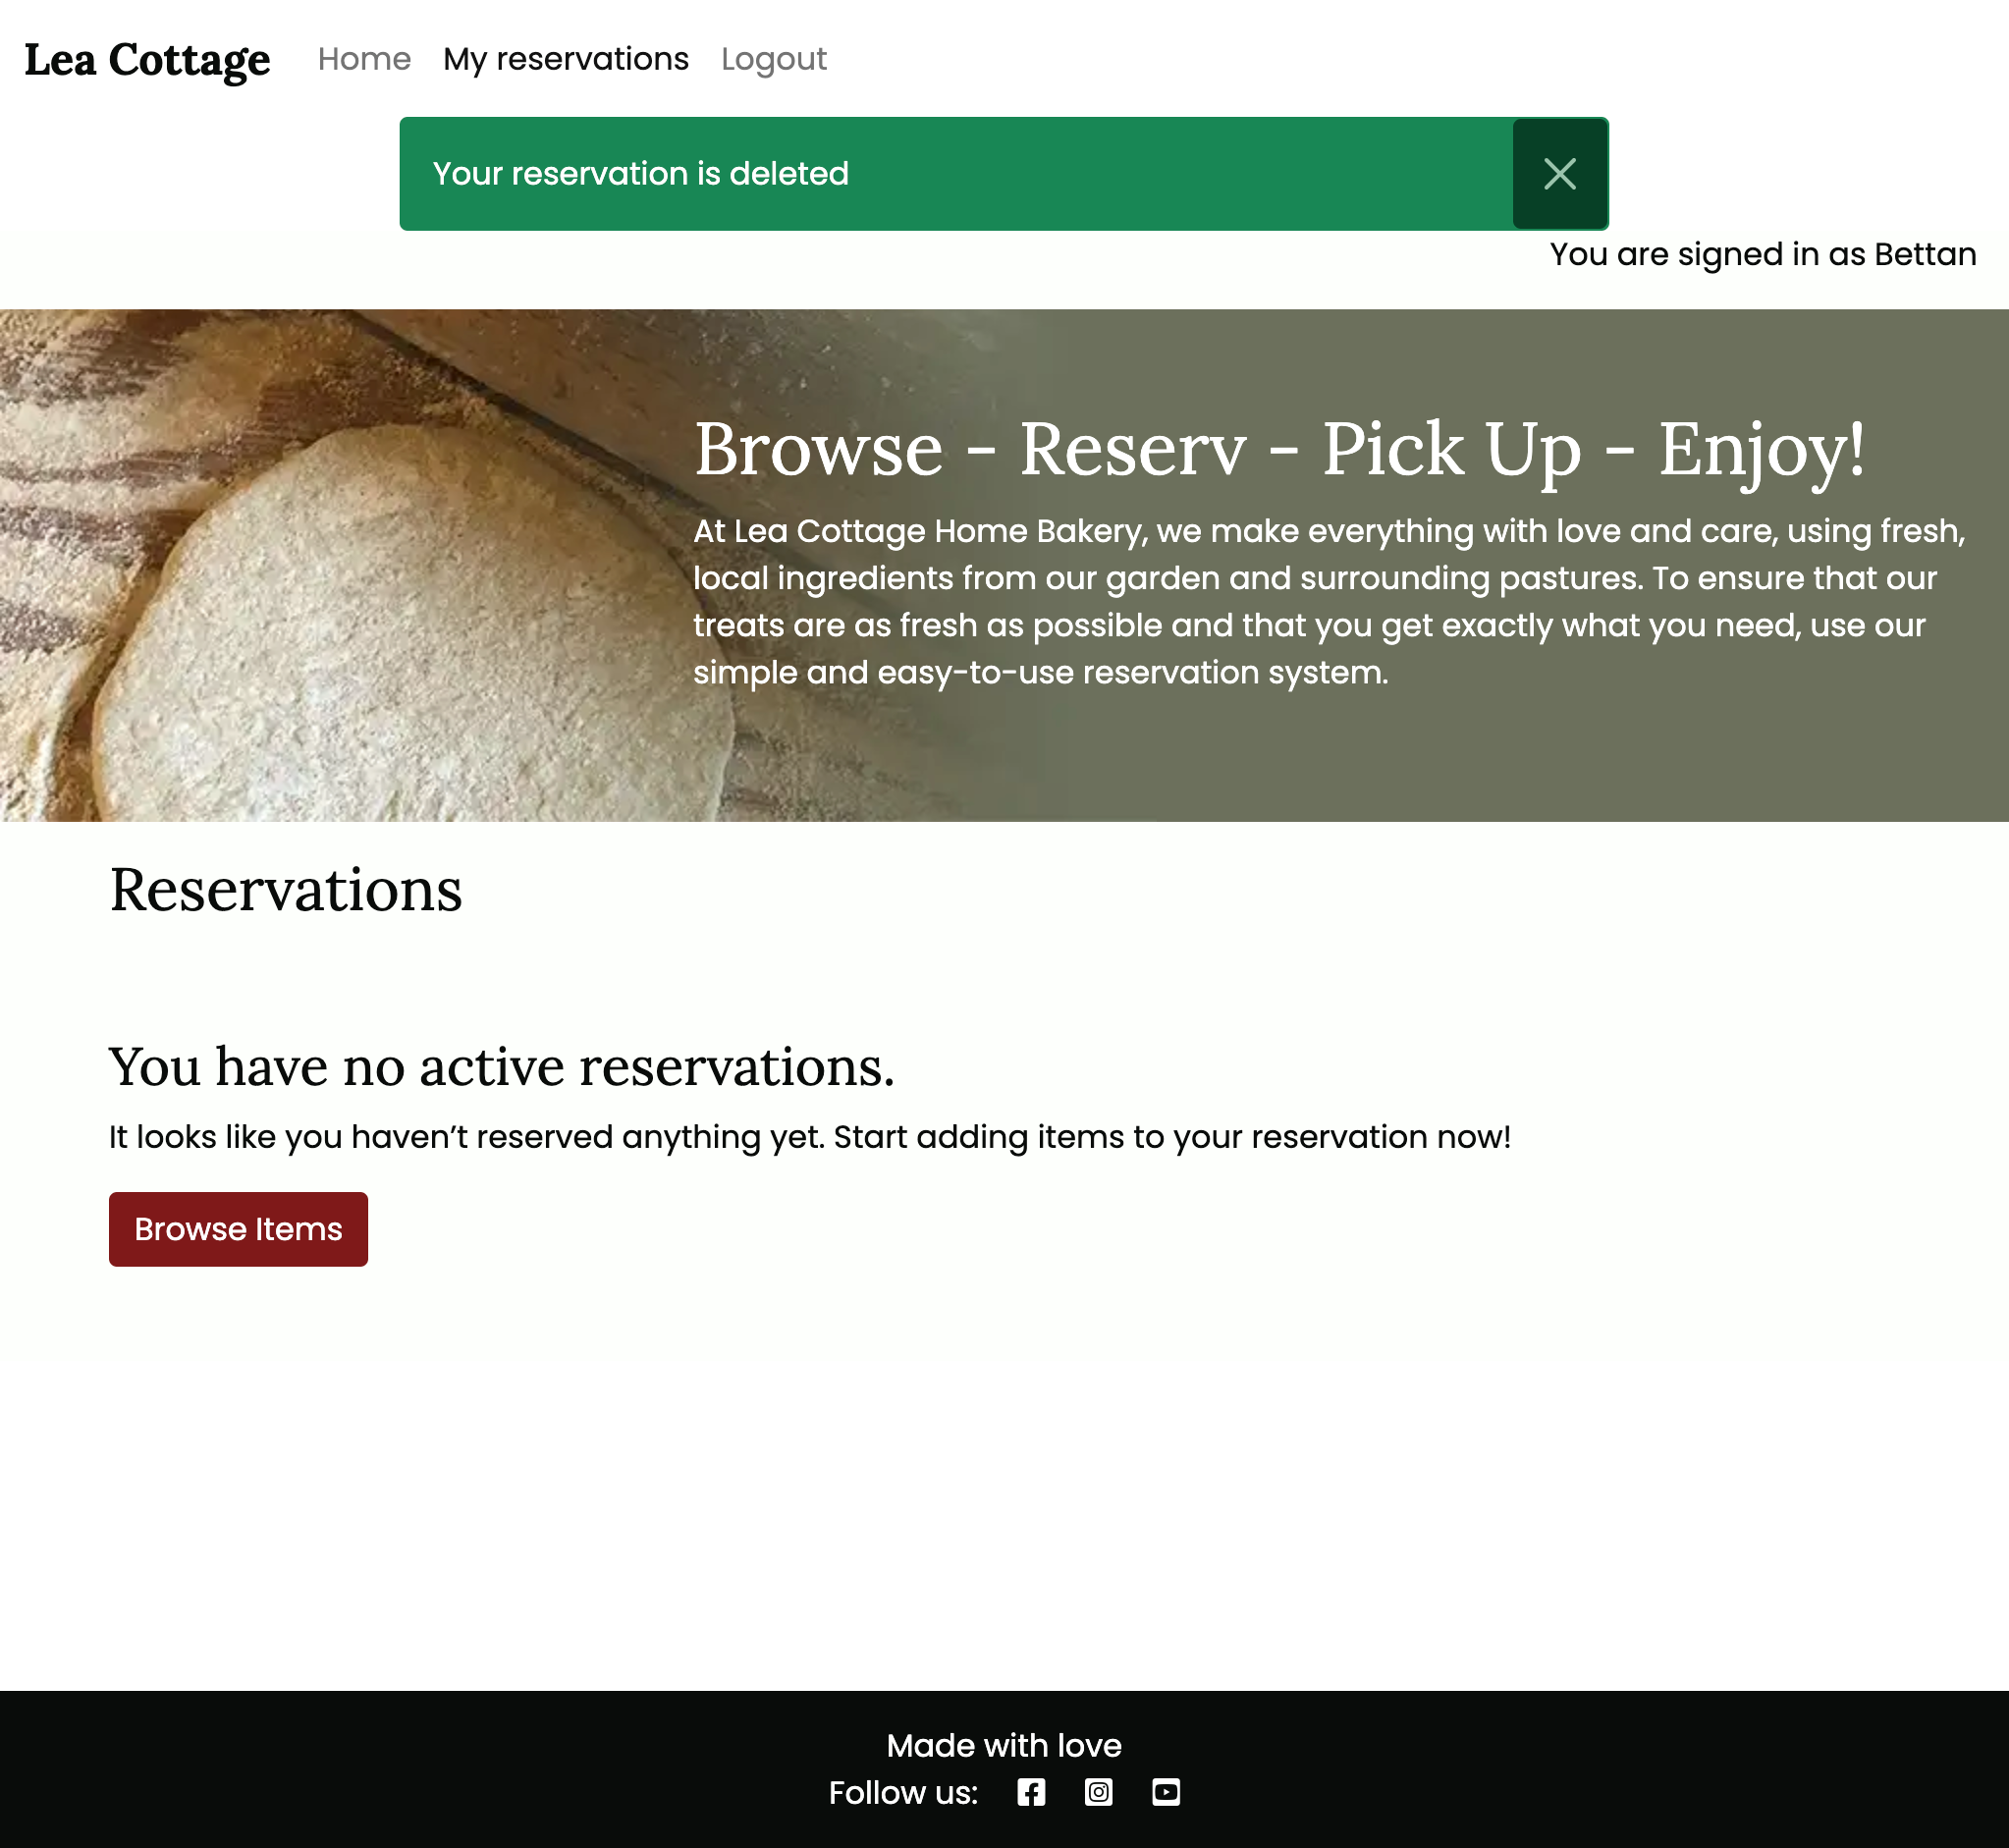 Lea Cottage Home My reservations Logout
Your reservation is deleted
You are signed in as Bettan
Browse - Reserv - Pick Up - Enjoy!
At Lea Cottage Home Bakery, we make everything with love and care, using fresh,
local ingredients from our garden and surrounding pastures. To ensure that our
treats are as fresh as possible and that you get exactly what you need, use our
simple and easy-to-use reservation system.
Reservations
You have no active reservations.
It looks like you haven’t reserved anything yet. Start adding items to your reservation now!
Browse Items
Made with love
Follow us: